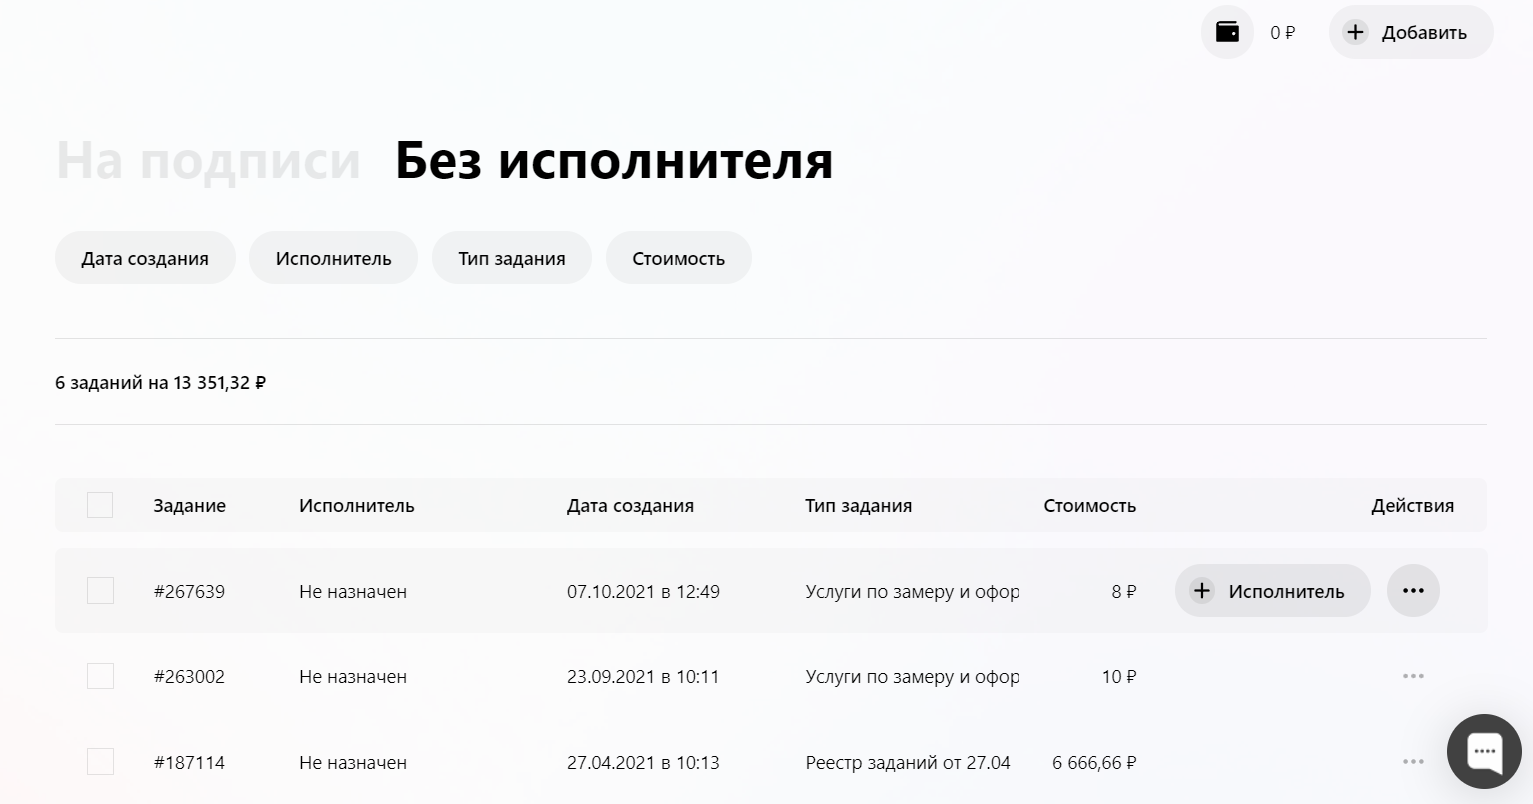 0 ₽
Добавить
На подписи Без исполнителя
Дата создания Исполнитель Тип задания Стоимость
6 заданий на 13 351,32 ₽
Задание Исполнитель Дата создания Тип задания Стоимость Действия
#267639 Не назначен 07.10.2021 в 12:49 Услуги по замеру и офор 8 ₽ Исполнитель
#263002 Не назначен 23.09.2021 в 10:11 Услуги по замеру и офор 10 ₽
#187114 Не назначен 27.04.2021 в 10:13 Реестр заданий от 27.04 6 666,66 ₽